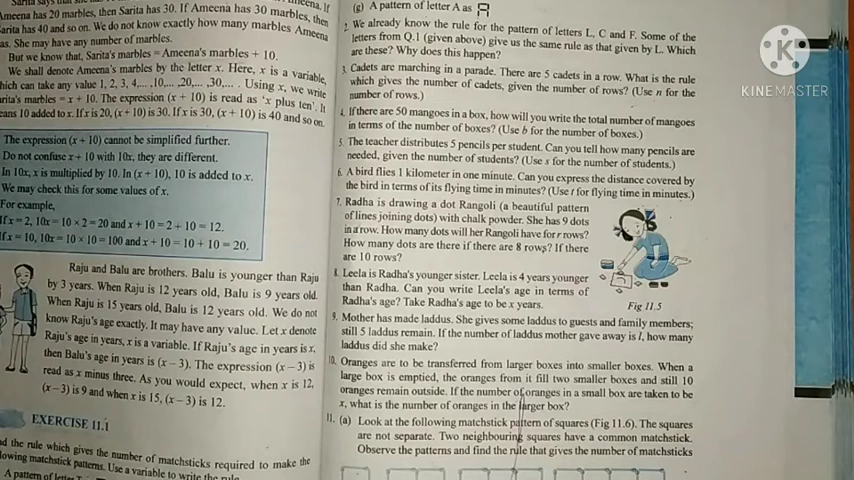 Ameena has 20 marbles, then Sarita has 30. If Ameena has 30 marbles, then
Sarita has 40 and so on. We do not know exactly how many marbles Ameena
has. She may have any number of marbles.
But we know that, Sarita's marbles = Ameena's marbles + 10.
We shall denote Ameena's marbles by the letter x. Here, x is a variable,
which can take any value 1, 2, 3, 4,... ,10,... ,20,... ,30,... . Using x, we write
Sarita's marbles = x + 10. The expression (x + 10) is read as 'x plus ten'. It
means 10 added to x. If x is 20, (x + 10) is 30. If x is 30, (x + 10) is 40 and so on.
The expression (x + 10) cannot be simplified further.
Do not confuse x + 10 with 10x, they are different.
In 10x, x is multiplied by 10. In (x + 10), 10 is added to x.
We may check this for some values of x.
For example,
If x = 2, 10x = 10 × 2 = 20 and x + 10 = 2 + 10 = 12.
If x = 10, 10x = 10 × 10 = 100 and x + 10 = 10 + 10 = 20.
Raju and Balu are brothers. Balu is younger than Raju
by 3 years. When Raju is 12 years old, Balu is 9 years old.
When Raju is 15 years old, Balu is 12 years old. We do not
know Raju's age exactly. It may have any value. Let x denote
Raju's age in years, x is a variable. If Raju's age in years is x,
then Balu's age in years is (x – 3). The expression (x – 3) is
read as x minus three. As you would expect, when x is 12,
(x – 3) is 9 and when x is 15, (x – 3) is 12.
EXERCISE 11.1
the rule which gives the number of matchsticks required to make the
following matchstick patterns. Use a variable to write the rule
A pattern of letter
(g) A pattern of letter A as
2. We already know the rule for the pattern of letters L, C and F. Some of the
letters from Q.1 (given above) give us the same rule as that given by L. Which
are these? Why does this happen?
3. Cadets are marching in a parade. There are 5 cadets in a row. What is the rule
which gives the number of cadets, given the number of rows? (Use n for the
number of rows.)
4. If there are 50 mangoes in a box, how will you write the total number of mangoes
in terms of the number of boxes? (Use b for the number of boxes.)
5. The teacher distributes 5 pencils per student. Can you tell how many pencils are
needed, given the number of students? (Use s for the number of students.)
6. A bird flies 1 kilometer in one minute. Can you express the distance covered by
the bird in terms of its flying time in minutes? (Use t for flying time in minutes.)
7. Radha is drawing a dot Rangoli (a beautiful pattern
of lines joining dots) with chalk powder. She has 9 dots
in a row. How many dots will her Rangoli have for r rows?
How many dots are there if there are 8 rows? If there
are 10 rows?
Fig 11.5
8. Leela is Radha's younger sister. Leela is 4 years younger
than Radha. Can you write Leela's age in terms of
Radha's age? Take Radha's age to be x years.
9. Mother has made laddus. She gives some laddus to guests and family members;
still 5 laddus remain. If the number of laddus mother gave away is l, how many
laddus did she make?
10. Oranges are to be transferred from larger boxes into smaller boxes. When a
large box is emptied, the oranges from it fill two smaller boxes and still 10
oranges remain outside. If the number of oranges in a small box are taken to be
x, what is the number of oranges in the larger box?
11. (a) Look at the following matchstick pattern of squares (Fig 11.6). The squares
are not separate. Two neighbouring squares have a common matchstick.
Observe the patterns and find the rule that gives the number of matchsticks
KINEMASTER